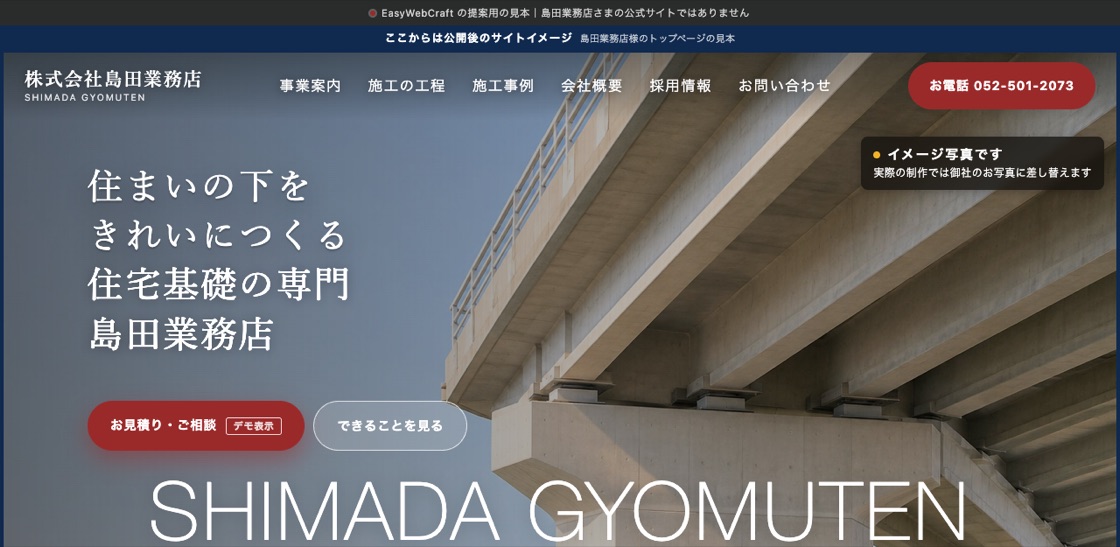 EasyWebCraft の提案用の見本｜島田業務店さまの公式サイトではありません
ここからは公開後のサイトイメージ 島田業務店様のトップページの見本
株式会社島田業務店
SHIMADA GYOMUTEN
事業案内 施工の工程 施工事例 会社概要 採用情報 お問い合わせ
お電話 052-501-2073
イメージ写真です
実際の制作では御社のお写真に差し替えます
住まいの下を
きれいにつくる
住宅基礎の専門
島田業務店
お見積り・ご相談 デモ表示
できることを見る
SHIMADA GYOMUTEN